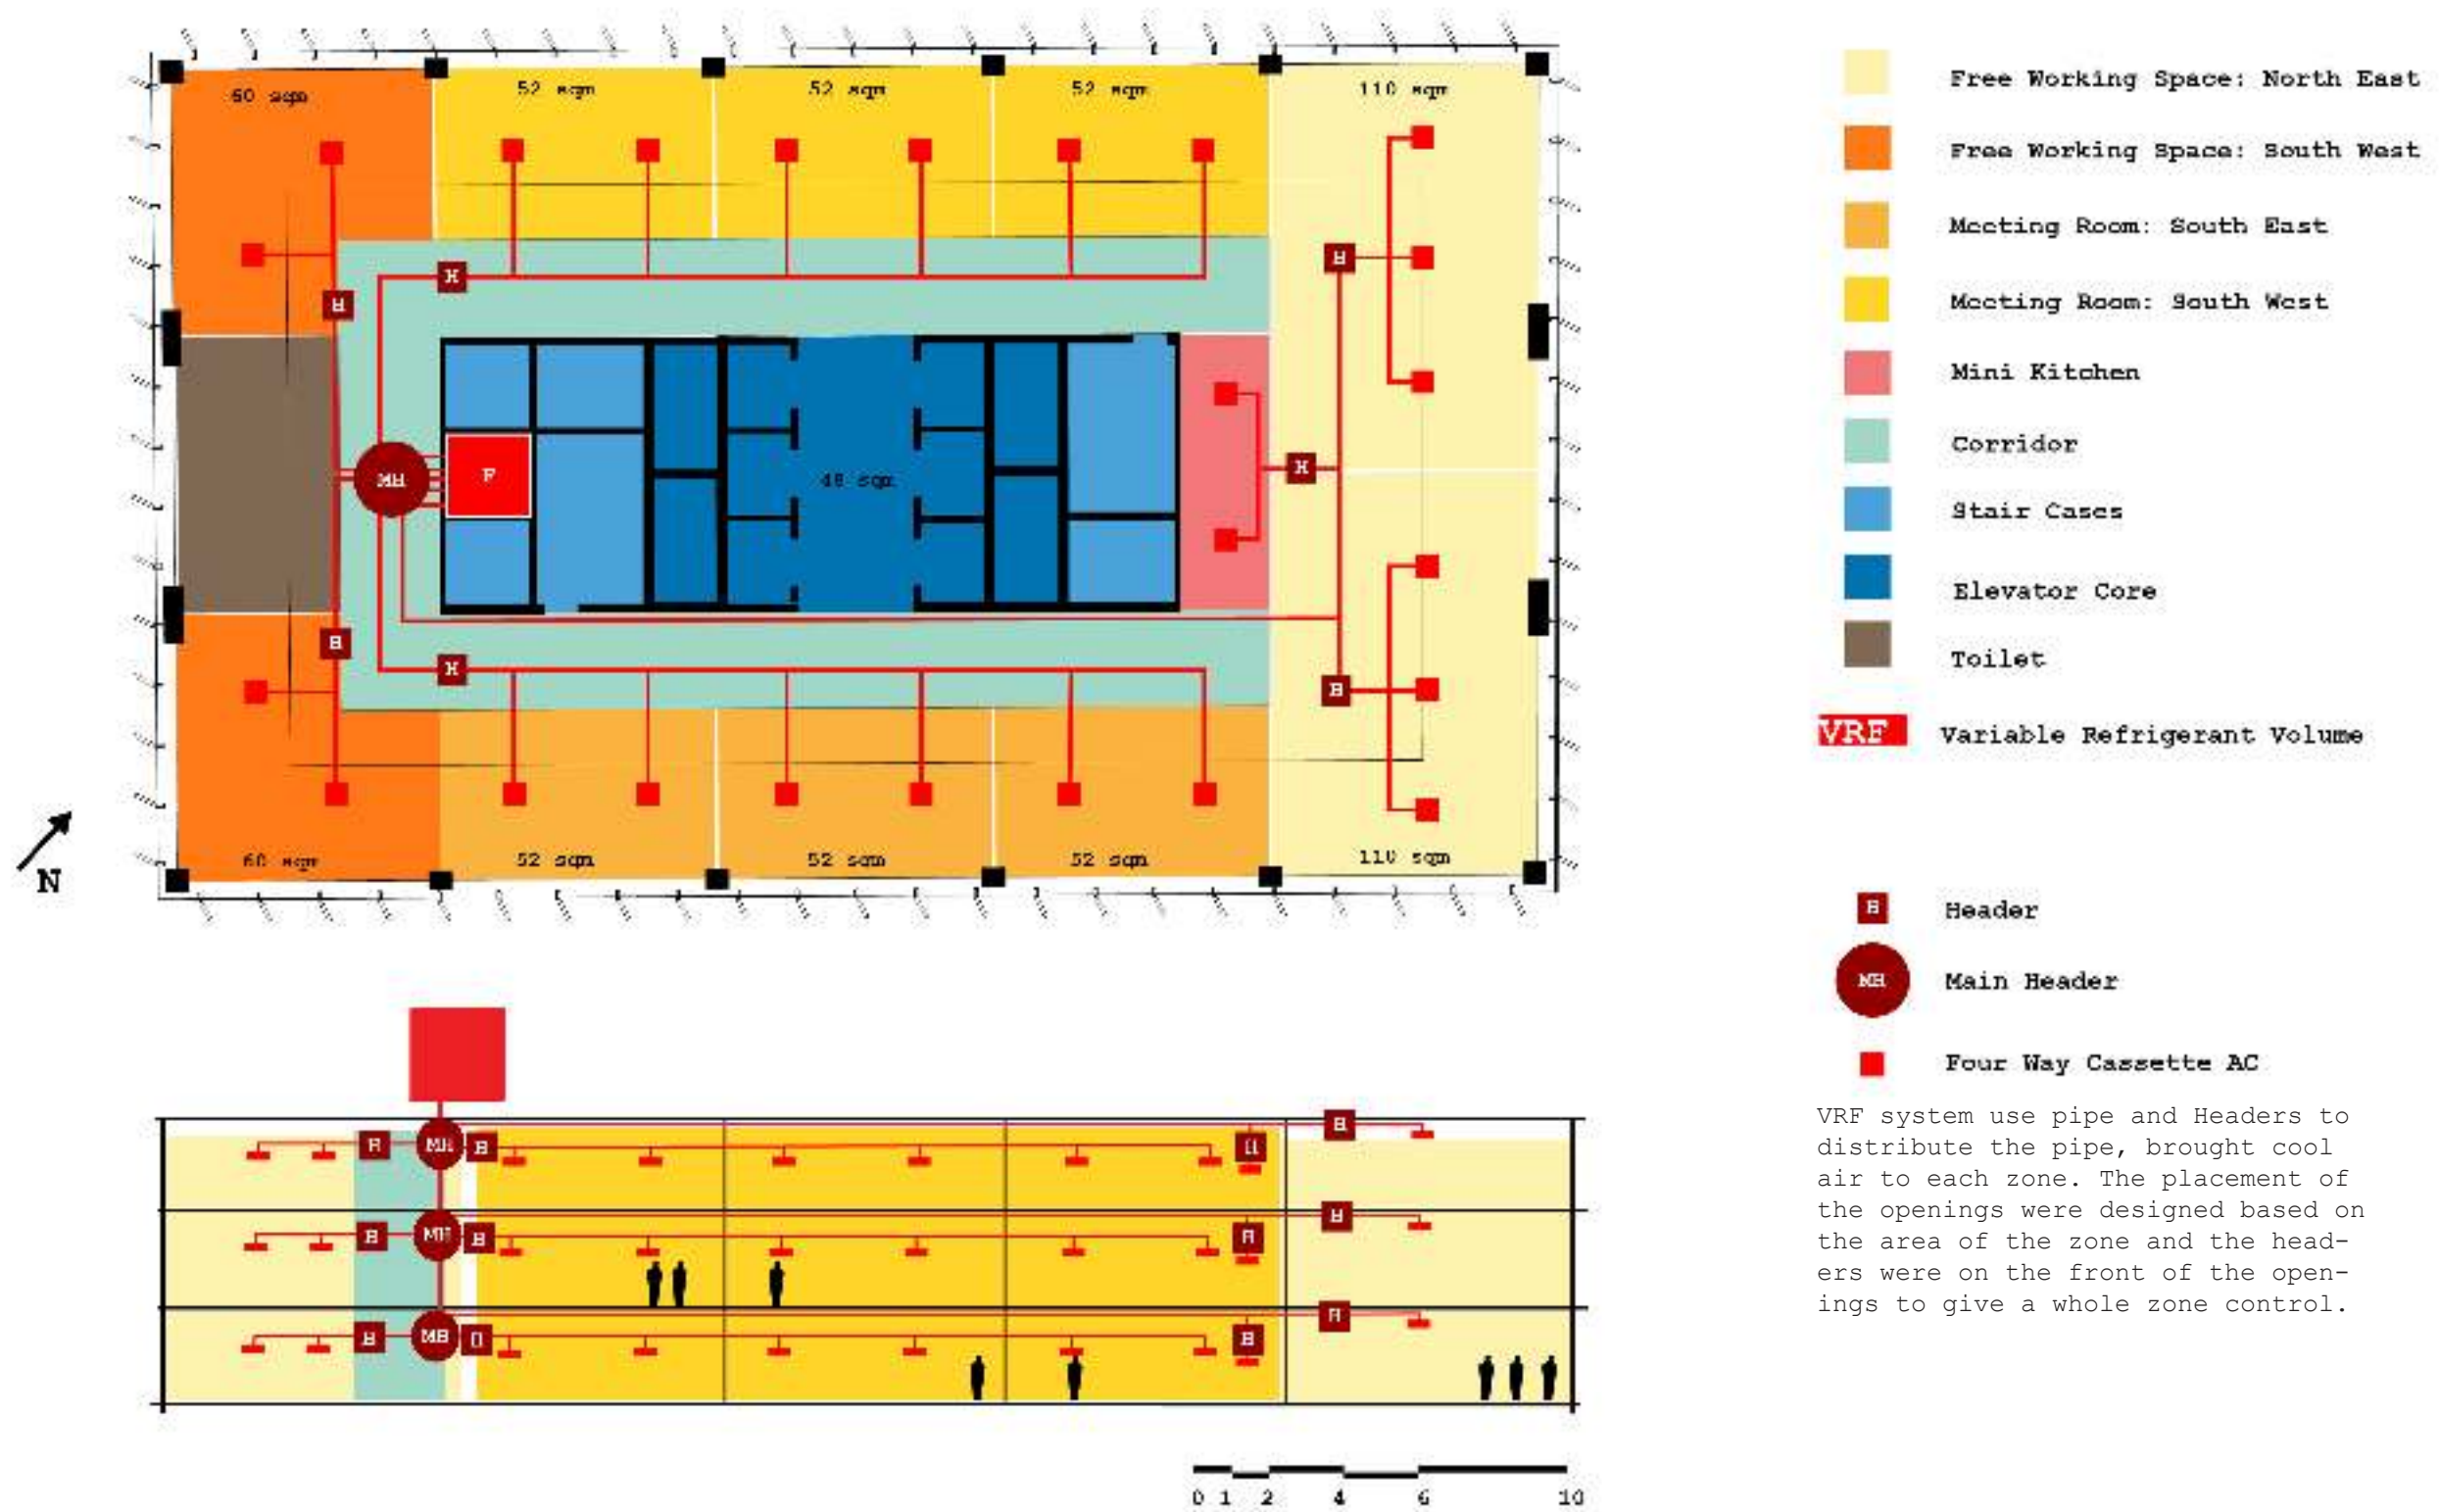 60 sqm
52 sqm
52 sqm
52 sqm
110 sqm
H
H
H
MH
F
48 sqm
H
H
H
H
60 sqm
52 sqm
52 sqm
52 sqm
110 sqm
N
Free Working Space: North East
Free Working Space: South West
Meeting Room: South East
Meeting Room: South West
Mini Kitchen
Corridor
Stair Cases
Elevator Core
Toilet
VRF Variable Refrigerant Volume
H Header
MH Main Header
Four Way Cassette AC
VRF system use pipe and Headers to
distribute the pipe, brought cool
air to each zone. The placement of
the openings were designed based on
the area of the zone and the head-
ers were on the front of the open-
ings to give a whole zone control.
H MH H H H
H MH H H H
H MH H H H
0 1 2 4 6 10